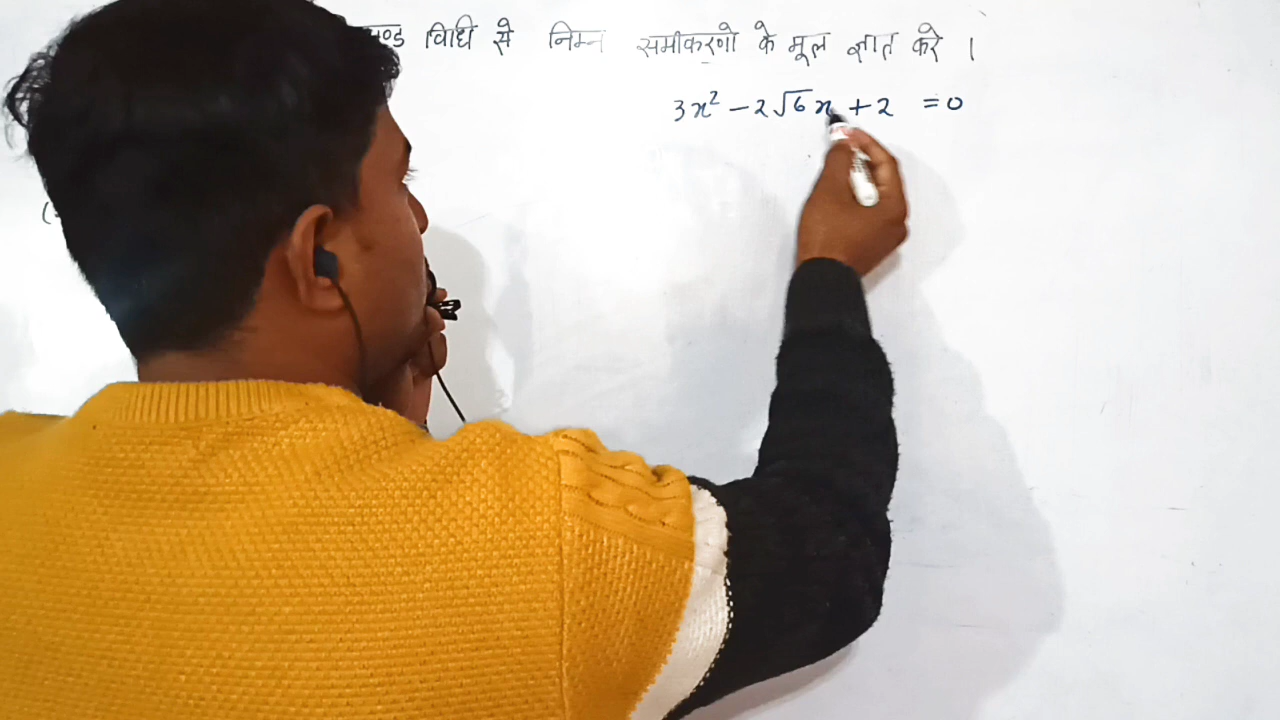 विधि से निम्न समीकरणो के मूल ज्ञात करे ।
3x² - 2√6x + 2 = 0